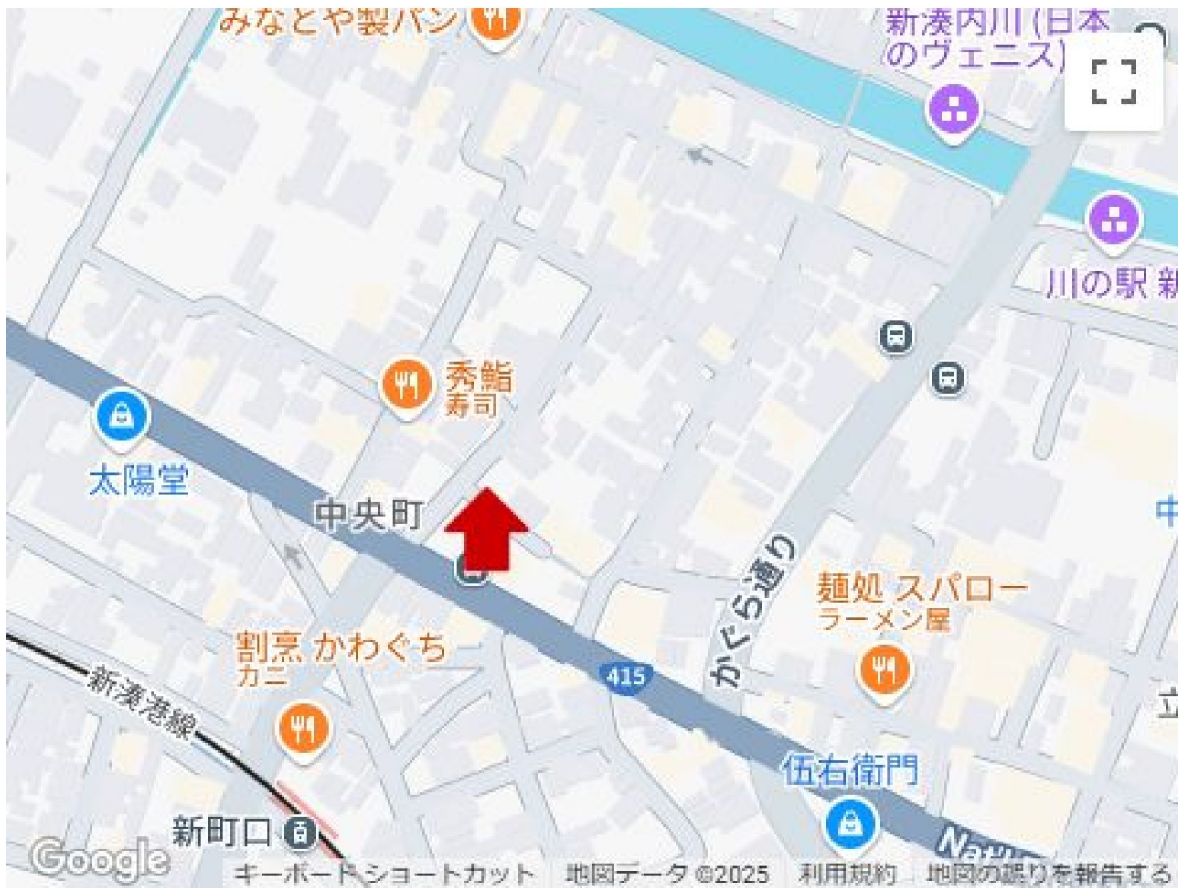 みなとや製パン
新湊内川 (日本
のヴェニス)
川の駅 新
秀鮨
寿司
太陽堂
中央町
中
かぐら通り
麺処 スパロー
ラーメン屋
割烹 かわぐち
カニ
415
新湊港線
立
伍右衛門
新町口
Nat'l
Google
キーボード ショートカット
地図データ ©2025
利用規約
地図の誤りを報告する